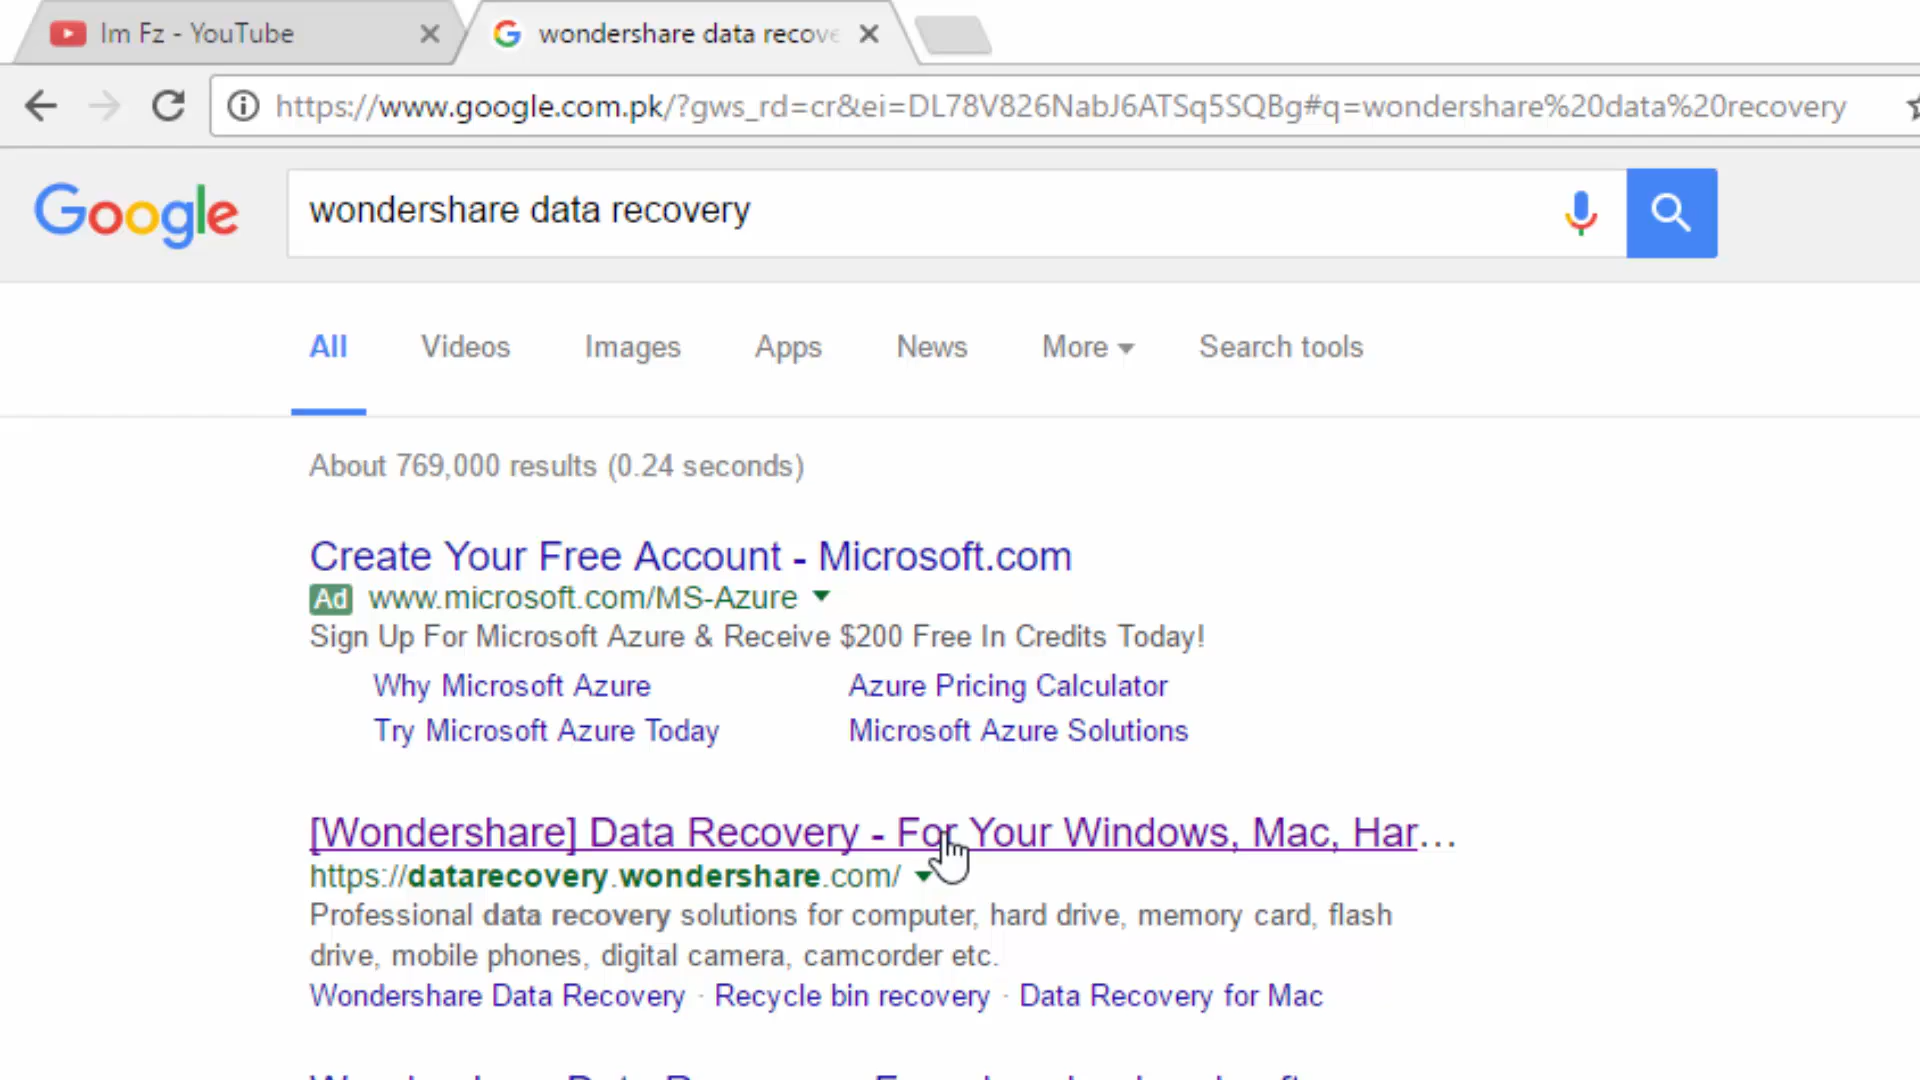 Im Fz - YouTube
wondershare data recove
https://www.google.com.pk/?gws_rd=cr&ei=DL78V826NabJ6ATSq5SQBg#q=wondershare%20data%20recovery
Google
wondershare data recovery
All Videos Images Apps News More Search tools
About 769,000 results (0.24 seconds)
Create Your Free Account - Microsoft.com
Ad www.microsoft.com/MS-Azure
Sign Up For Microsoft Azure & Receive $200 Free In Credits Today!
Why Microsoft Azure Azure Pricing Calculator
Try Microsoft Azure Today Microsoft Azure Solutions
[Wondershare] Data Recovery - For Your Windows, Mac, Har...
https://datarecovery.wondershare.com/
Professional data recovery solutions for computer, hard drive, memory card, flash
drive, mobile phones, digital camera, camcorder etc.
Wondershare Data Recovery · Recycle bin recovery · Data Recovery for Mac